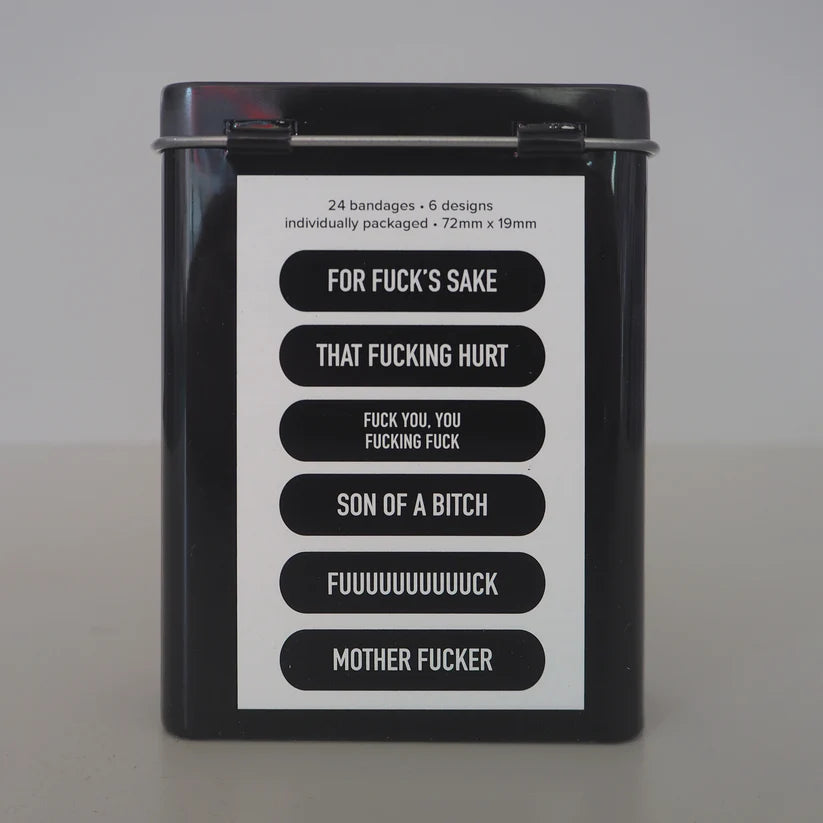 24 bandages • 6 designs
individually packaged • 72mm x 19mm
FOR FUCK'S SAKE
THAT FUCKING HURT
FUCK YOU, YOU
FUCKING FUCK
SON OF A BITCH
FUUUUUUUUUUCK
MOTHER FUCKER